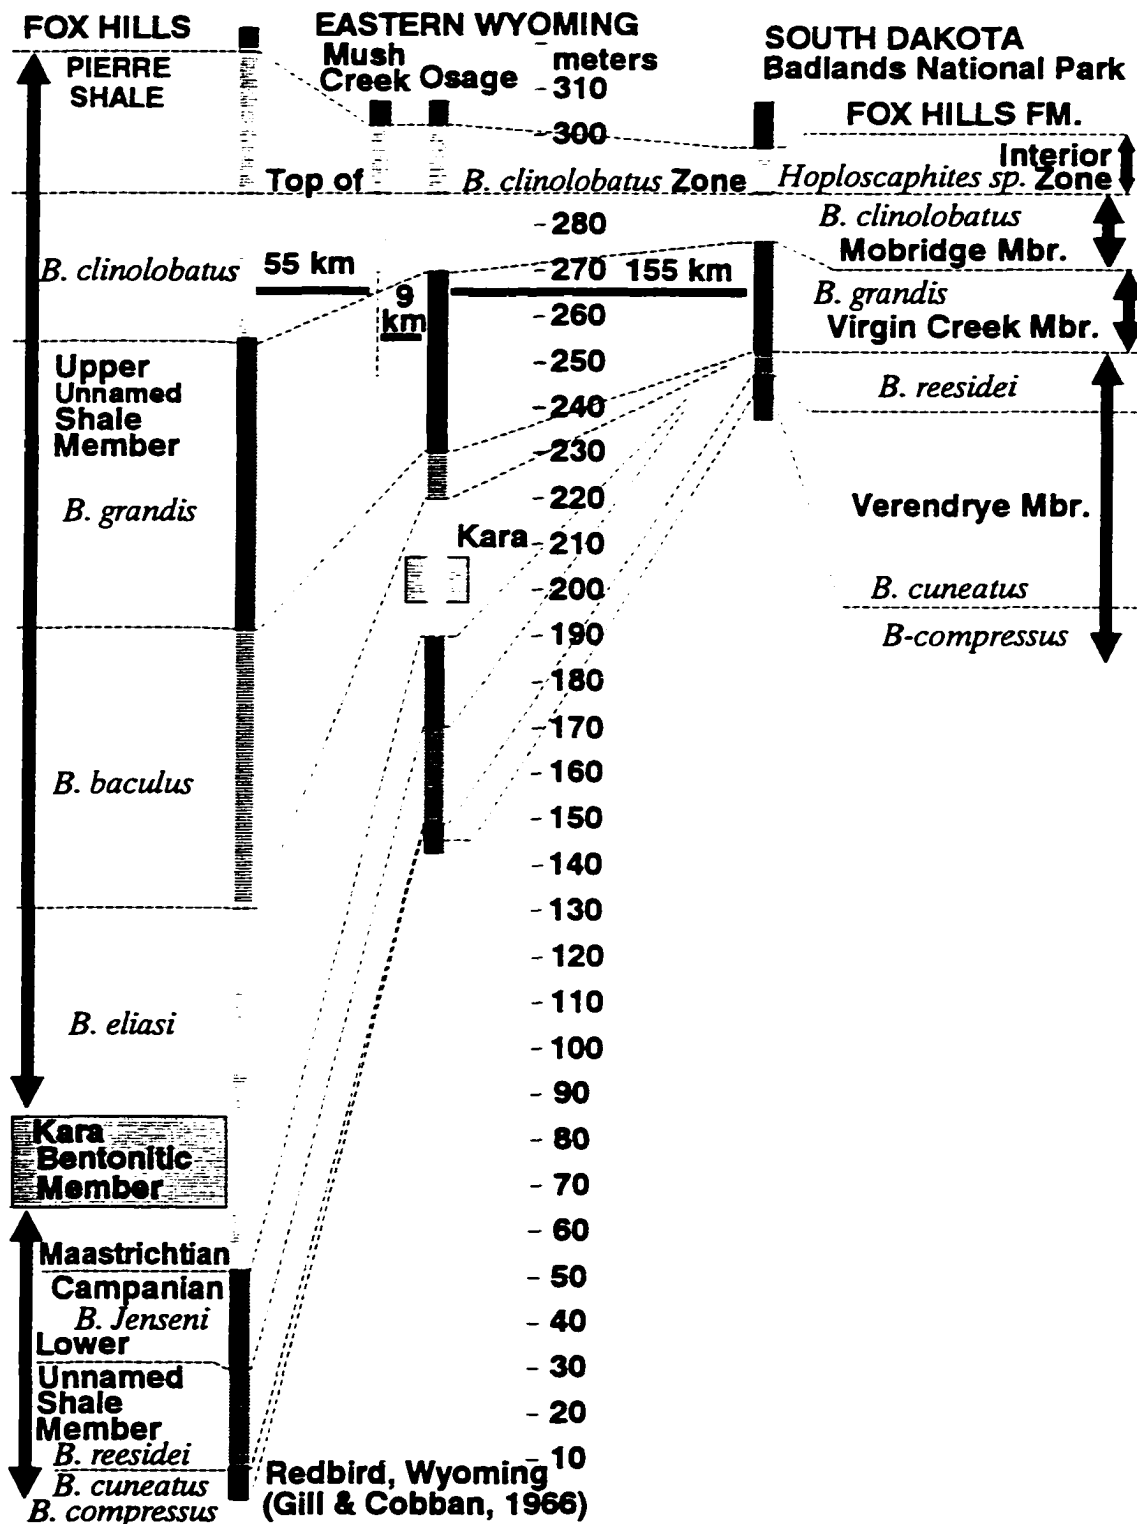 FOX HILLS
EASTERN WYOMING
SOUTH DAKOTA
Badlands National Park
PIERRE
SHALE
Mush
Creek
Osage
meters
310
300
FOX HILLS FM.
Interior
Zone
Hoploscaphites sp.
Top of
B. clinolobatus Zone
280
B. clinolobatus
Mobridge Mbr.
B. clinolobatus
55 km
9
km
270
155 km
B. grandis
Virgin Creek Mbr.
260
250
Upper
Unnamed
Shale
Member
B. grandis
240
230
220
B. reesidei
Verendrye Mbr.
Kara
210
200
B. cuneatus
B-compressus
190
180
170
160
150
140
130
120
110
100
90
80
70
60
50
40
30
20
10
B. baculus
B. eliasi
Kara
Bentonitic
Member
Maastrichtian
Campanian
B. Jenseni
Lower
Unnamed
Shale
Member
B. reesidei
B. cuneatus
B. compressus
Redbird, Wyoming
(Gill & Cobban, 1966)